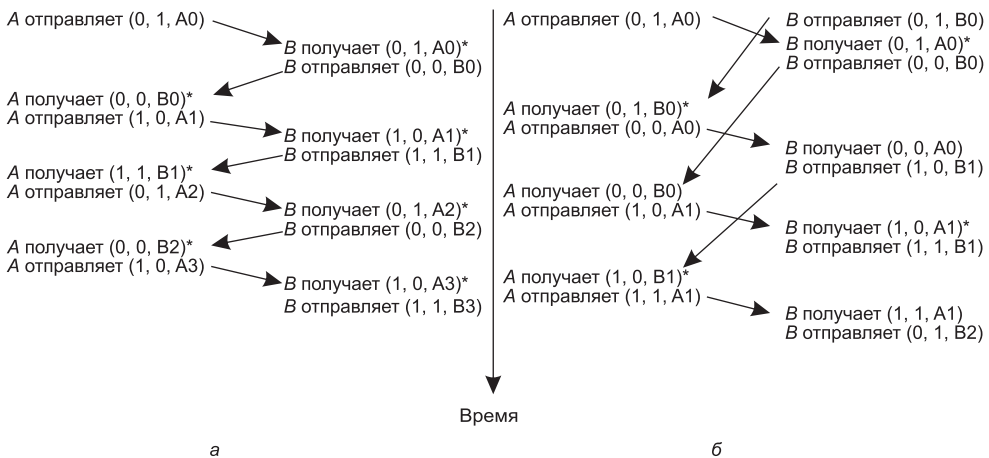 A отправляет (0, 1, A0)
B получает (0, 1, A0)*
B отправляет (0, 0, B0)
A получает (0, 0, B0)*
A отправляет (1, 0, A1)
B получает (1, 0, A1)*
B отправляет (1, 1, B1)
A получает (1, 1, B1)*
A отправляет (0, 1, A2)
B получает (0, 1, A2)*
B отправляет (0, 0, B2)
A получает (0, 0, B2)*
A отправляет (1, 0, A3)
B получает (1, 0, A3)*
B отправляет (1, 1, B3)
а
A отправляет (0, 1, A0)
B отправляет (0, 1, B0)
B получает (0, 1, A0)*
B отправляет (0, 0, B0)
A получает (0, 1, B0)*
A отправляет (0, 0, A0)
B получает (0, 0, A0)
B отправляет (1, 0, B1)
A получает (0, 0, B0)
A отправляет (1, 0, A1)
B получает (1, 0, A1)*
B отправляет (1, 1, B1)
A получает (1, 0, B1)*
A отправляет (1, 1, A1)
B получает (1, 1, A1)
B отправляет (0, 1, B2)
б
Время